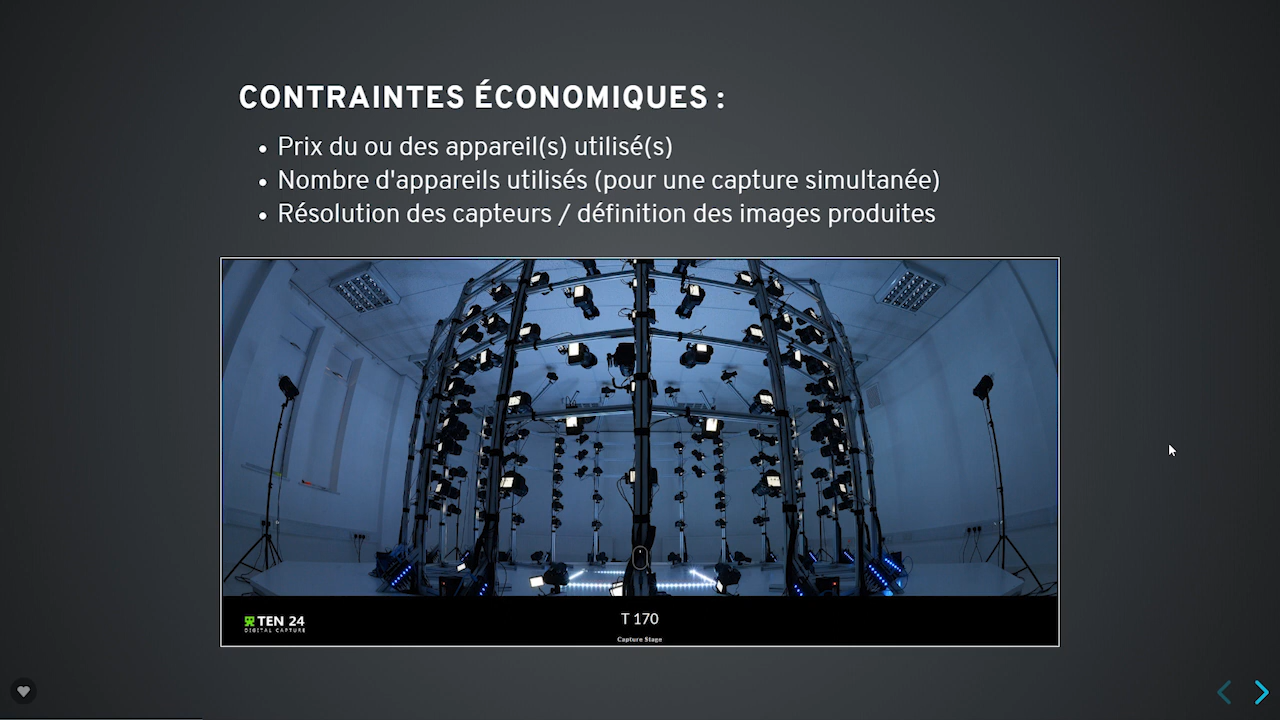 CONTRAINTES ÉCONOMIQUES :
Prix du ou des appareil(s) utilisé(s)
Nombre d'appareils utilisés (pour une capture simultanée)
Résolution des capteurs / définition des images produites
TEN 24
DIGITAL CAPTURE
T 170
Capture Stage